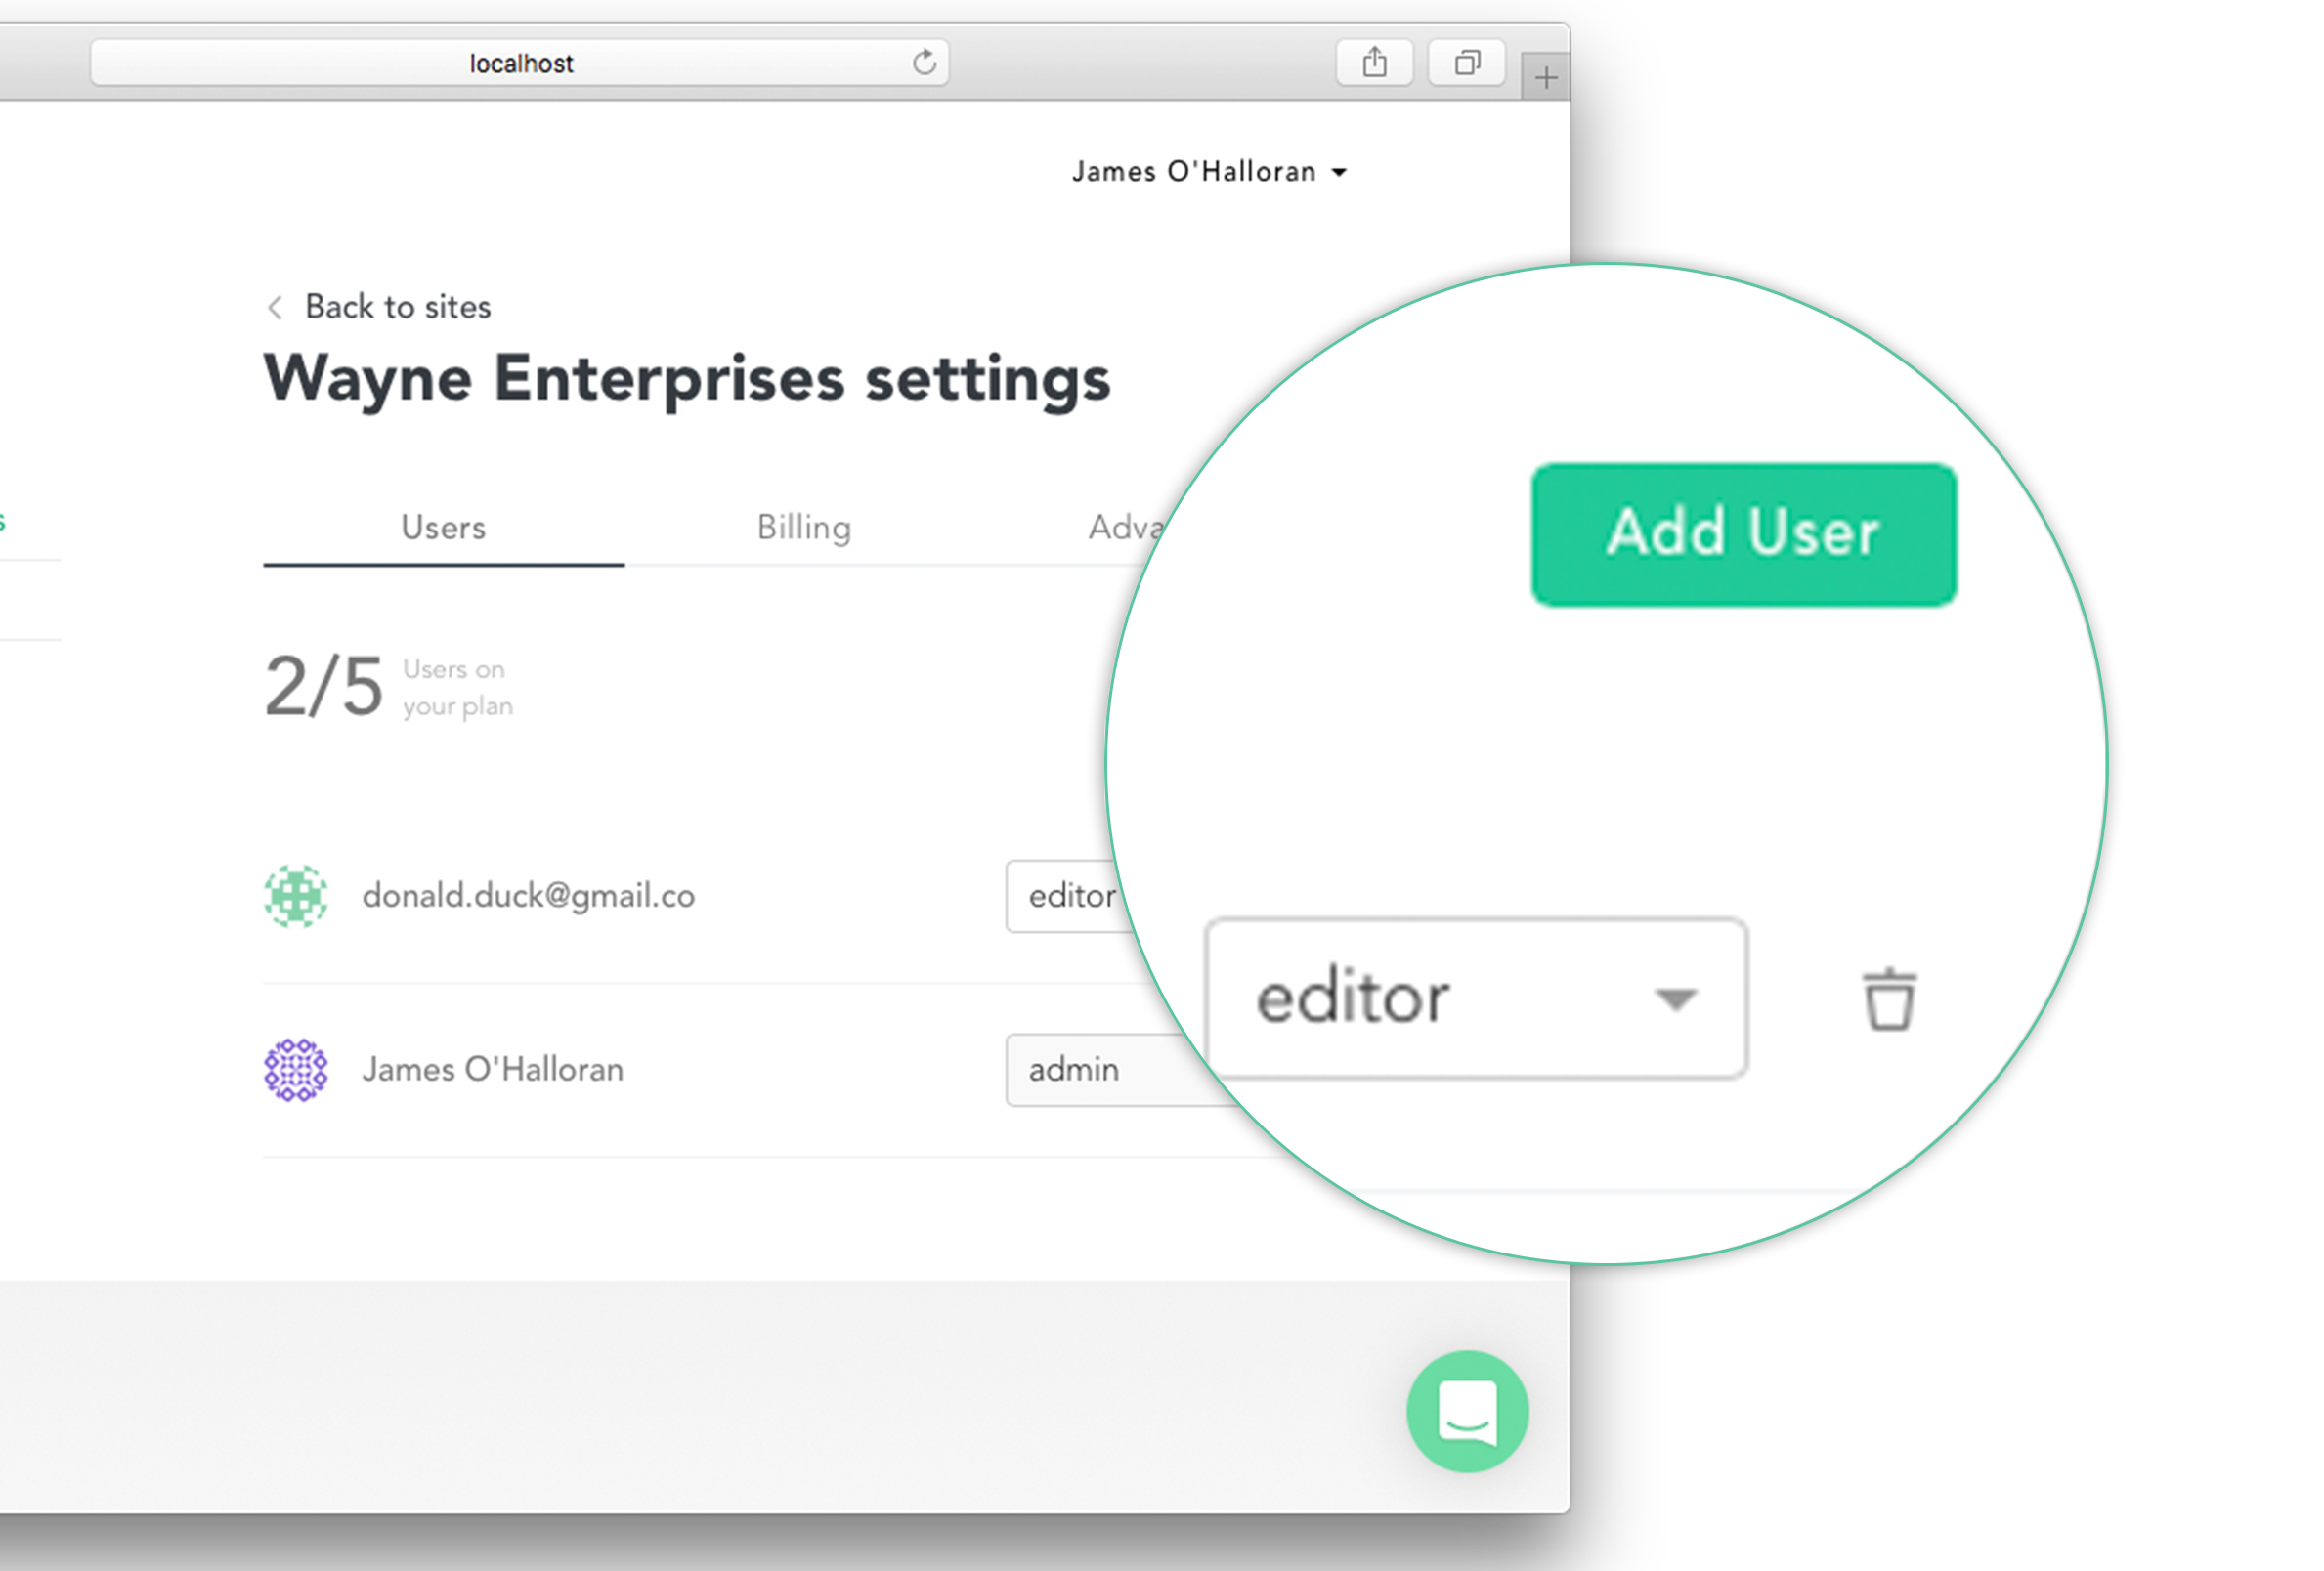 localhost
James O'Halloran
Back to sites
Wayne Enterprises settings
Users
Billing
Adva
Add User
2/5
Users on
your plan
donald.duck@gmail.co
editor
editor
James O'Halloran
admin